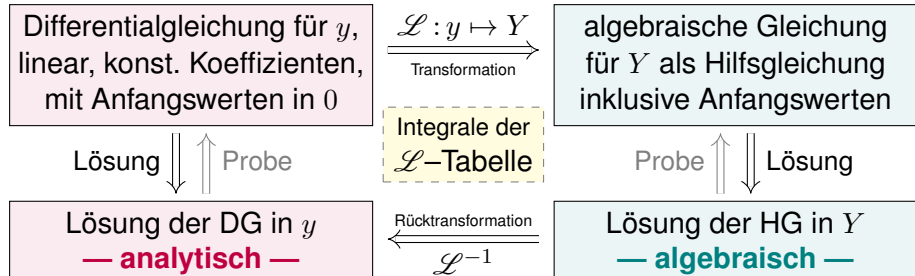 Differentialgleichung für y,
linear, konst. Koeffizienten,
mit Anfangswerten in 0
ℒ : y ↦ Y
Transformation
algebraische Gleichung
für Y als Hilfsgleichung
inklusive Anfangswerten
Lösung
Probe
Integrale der
ℒ–Tabelle
Probe
Lösung
Lösung der DG in y
— analytisch —
Rücktransformation
ℒ⁻¹
Lösung der HG in Y
— algebraisch —